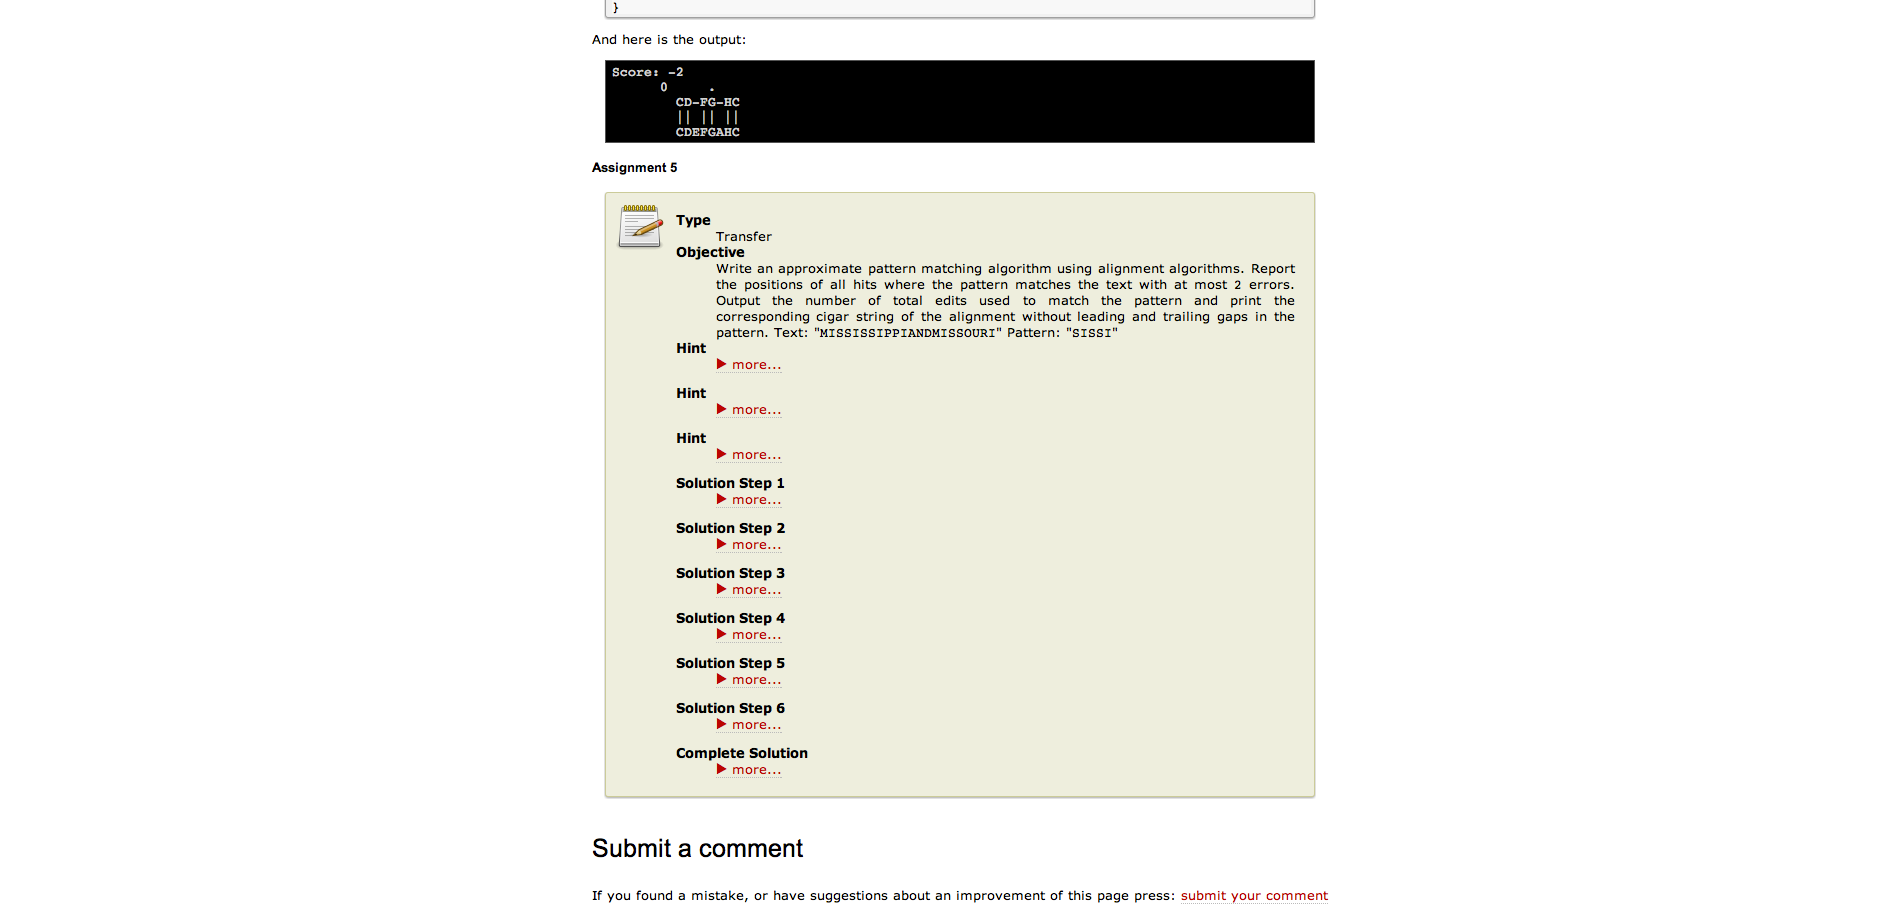 }
And here is the output:
Score: -2
0 .
CD-FG-HC
|| || ||
CDEFGAHC
Assignment 5
Type
Transfer
Objective
Write an approximate pattern matching algorithm using alignment algorithms. Report
the positions of all hits where the pattern matches the text with at most 2 errors.
Output the number of total edits used to match the pattern and print the
corresponding cigar string of the alignment without leading and trailing gaps in the
pattern. Text: "MISSISSIPPIANDMISSOURI" Pattern: "SISSI"
Hint
more...
Hint
more...
Hint
more...
Solution Step 1
more...
Solution Step 2
more...
Solution Step 3
more...
Solution Step 4
more...
Solution Step 5
more...
Solution Step 6
more...
Complete Solution
more...
Submit a comment
If you found a mistake, or have suggestions about an improvement of this page press: submit your comment